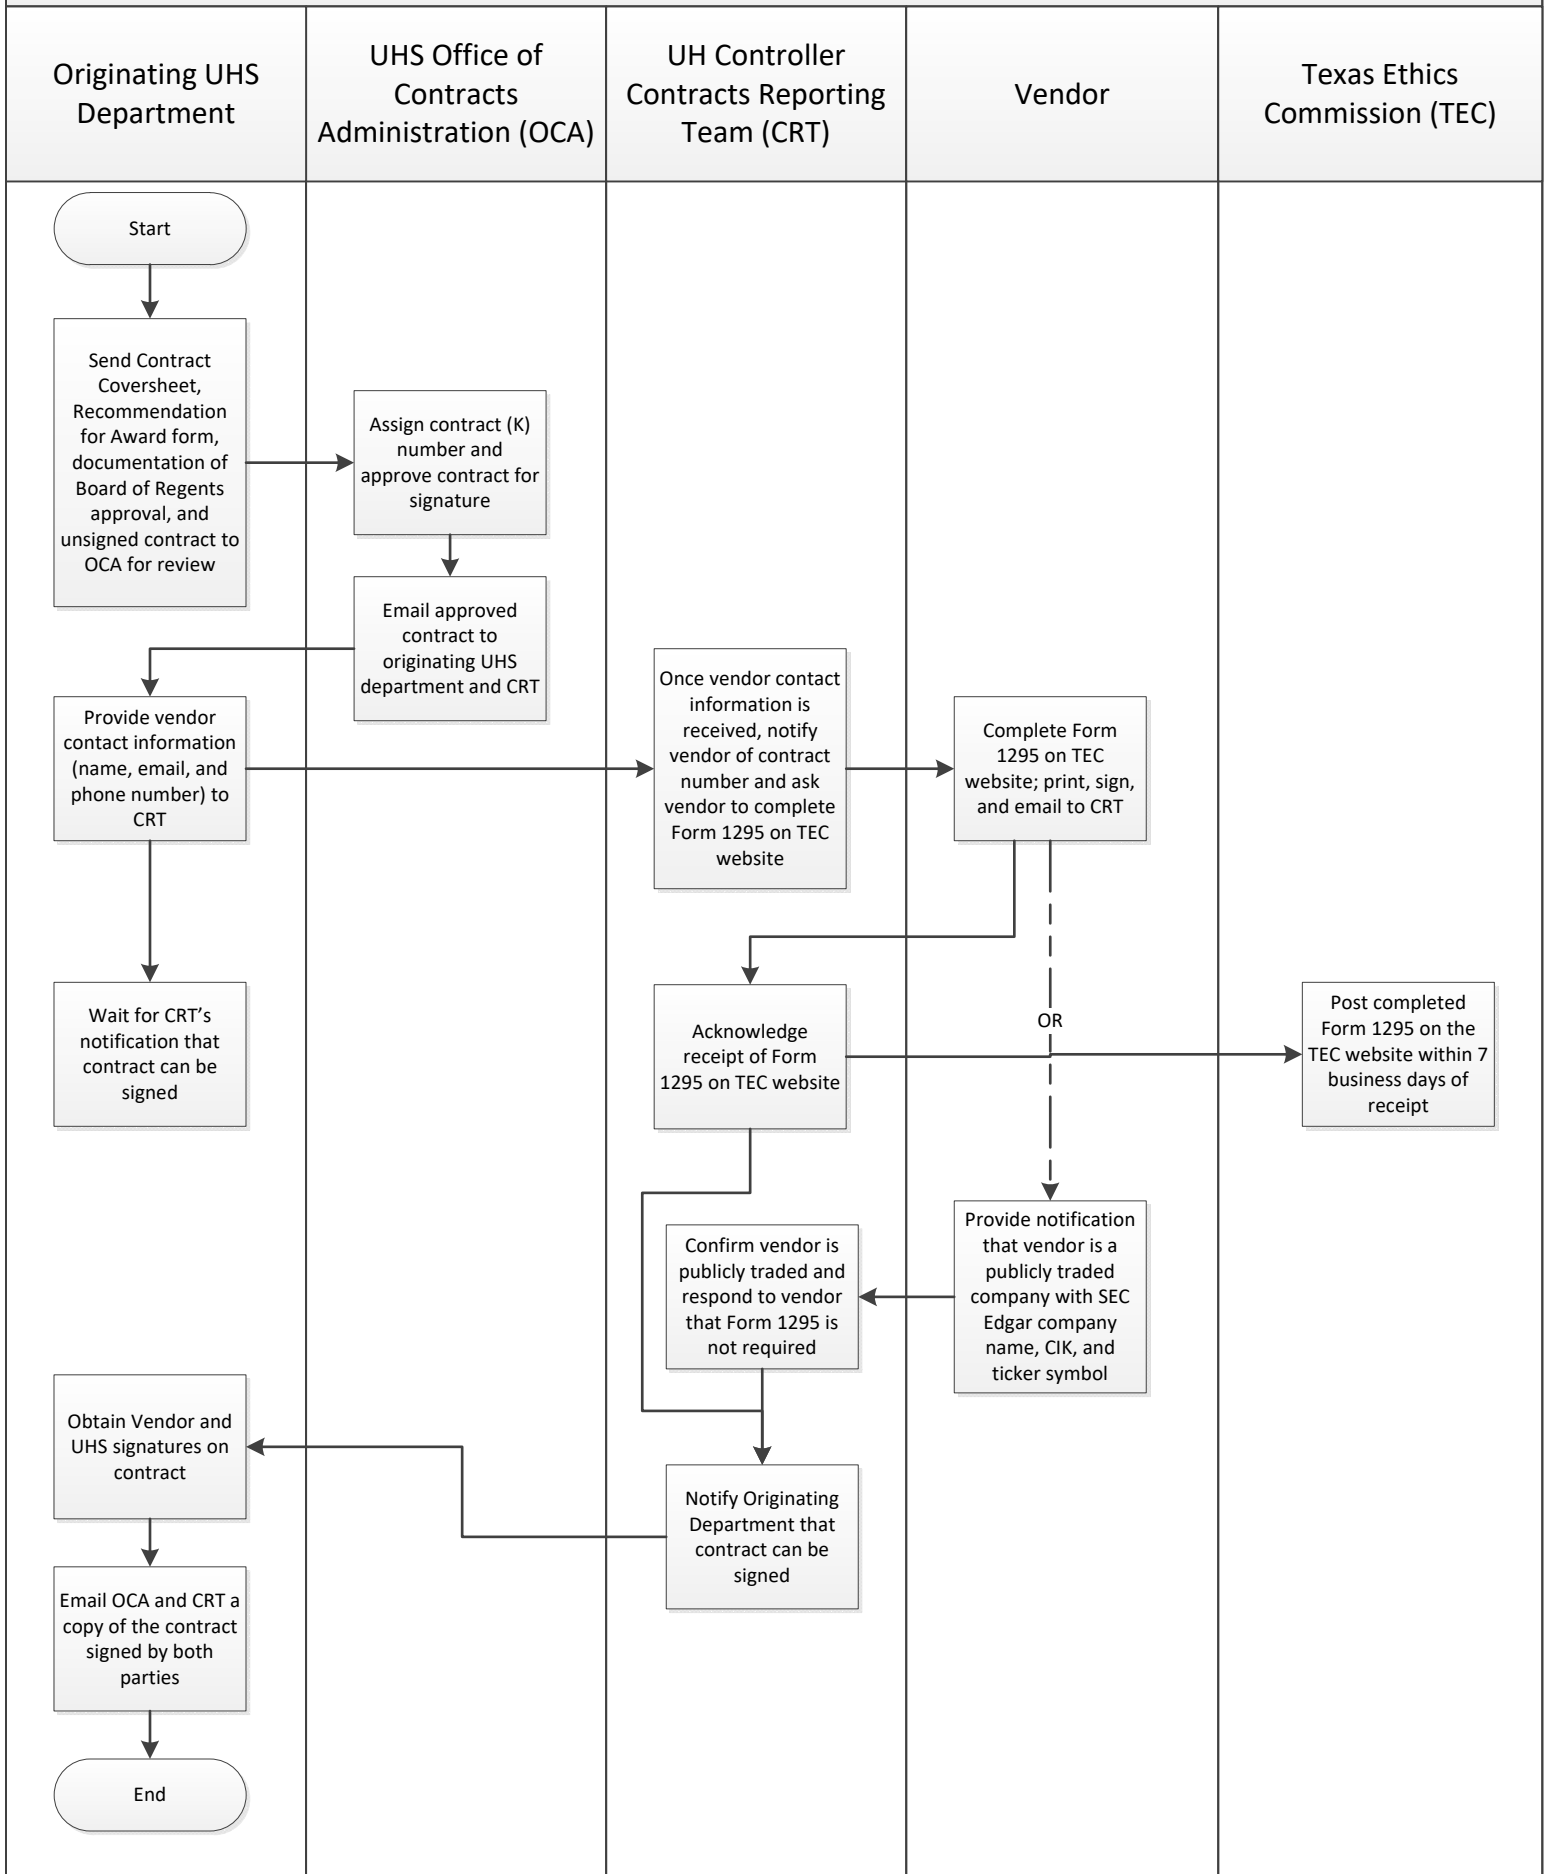 Originating UHS
Department
UHS Office of
Contracts
Administration (OCA)
UH Controller
Contracts Reporting
Team (CRT)
Vendor
Texas Ethics
Commission (TEC)
Start
Send Contract
Coversheet,
Recommendation
for Award form,
documentation of
Board of Regents
approval, and
unsigned contract to
OCA for review
Assign contract (K)
number and
approve contract for
signature
Email approved
contract to
originating UHS
department and CRT
Provide vendor
contact information
(name, email, and
phone number) to
CRT
Once vendor contact
information is
received, notify
vendor of contract
number and ask
vendor to complete
Form 1295 on TEC
website
Complete Form
1295 on TEC
website; print, sign,
and email to CRT
Wait for CRT’s
notification that
contract can be
signed
Acknowledge
receipt of Form
1295 on TEC website
OR
Post completed
Form 1295 on the
TEC website within 7
business days of
receipt
Provide notification
that vendor is a
publicly traded
company with SEC
Edgar company
name, CIK, and
ticker symbol
Confirm vendor is
publicly traded and
respond to vendor
that Form 1295 is
not required
Notify Originating
Department that
contract can be
signed
Obtain Vendor and
UHS signatures on
contract
Email OCA and CRT a
copy of the contract
signed by both
parties
End